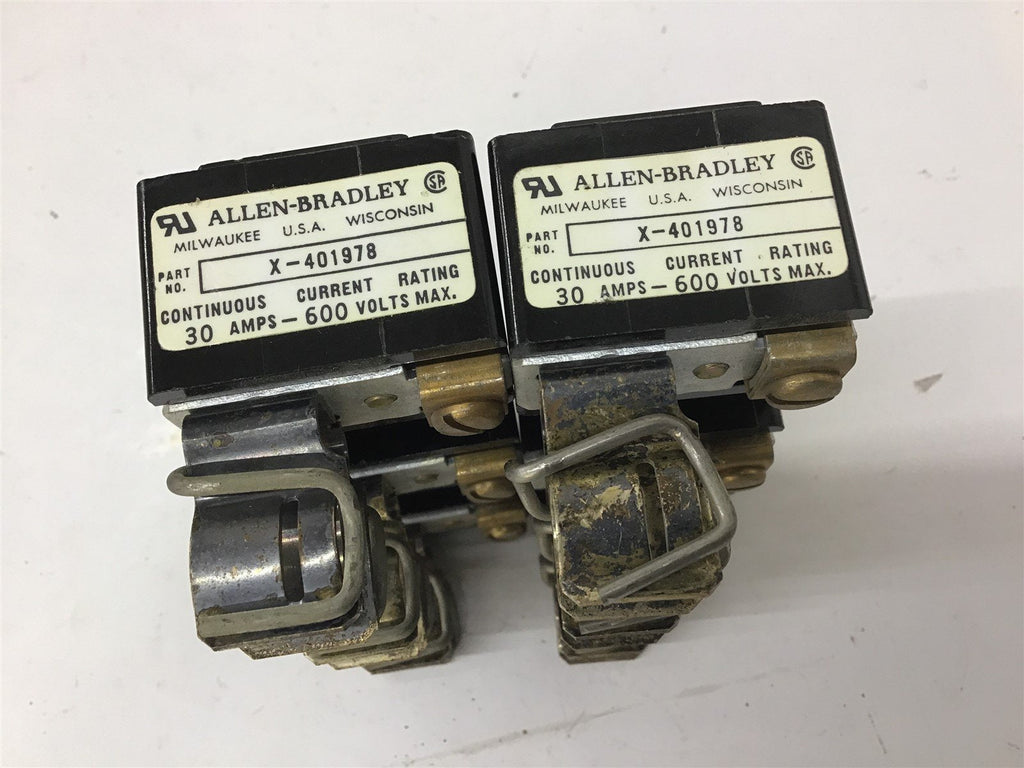 ALLEN-BRADLEY
MILWAUKEE U.S.A. WISCONSIN
PART NO. X-401978
CONTINUOUS CURRENT RATING
30 AMPS-600 VOLTS MAX.
ALLEN-BRADLEY
MILWAUKEE U.S.A. WISCONSIN
PART NO. X-401978
CONTINUOUS CURRENT RATING
30 AMPS-600 VOLTS MAX.